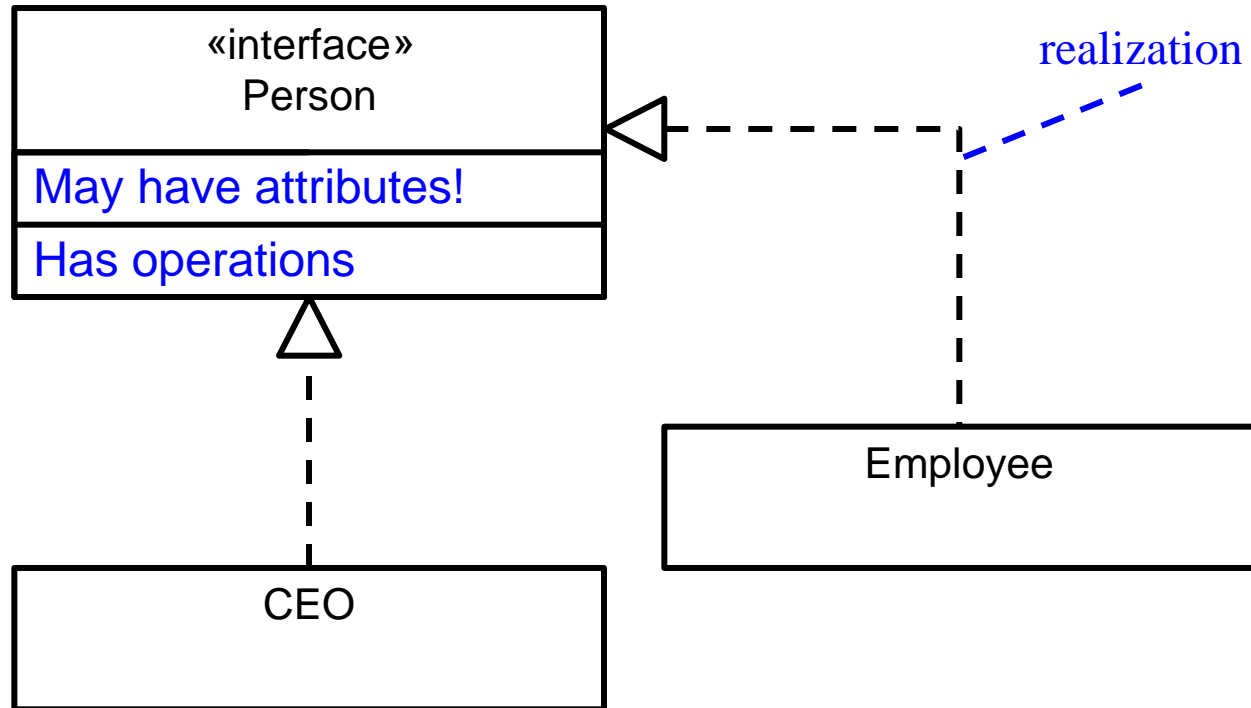 «interface»
Person
realization
May have attributes!
Has operations
Employee
CEO